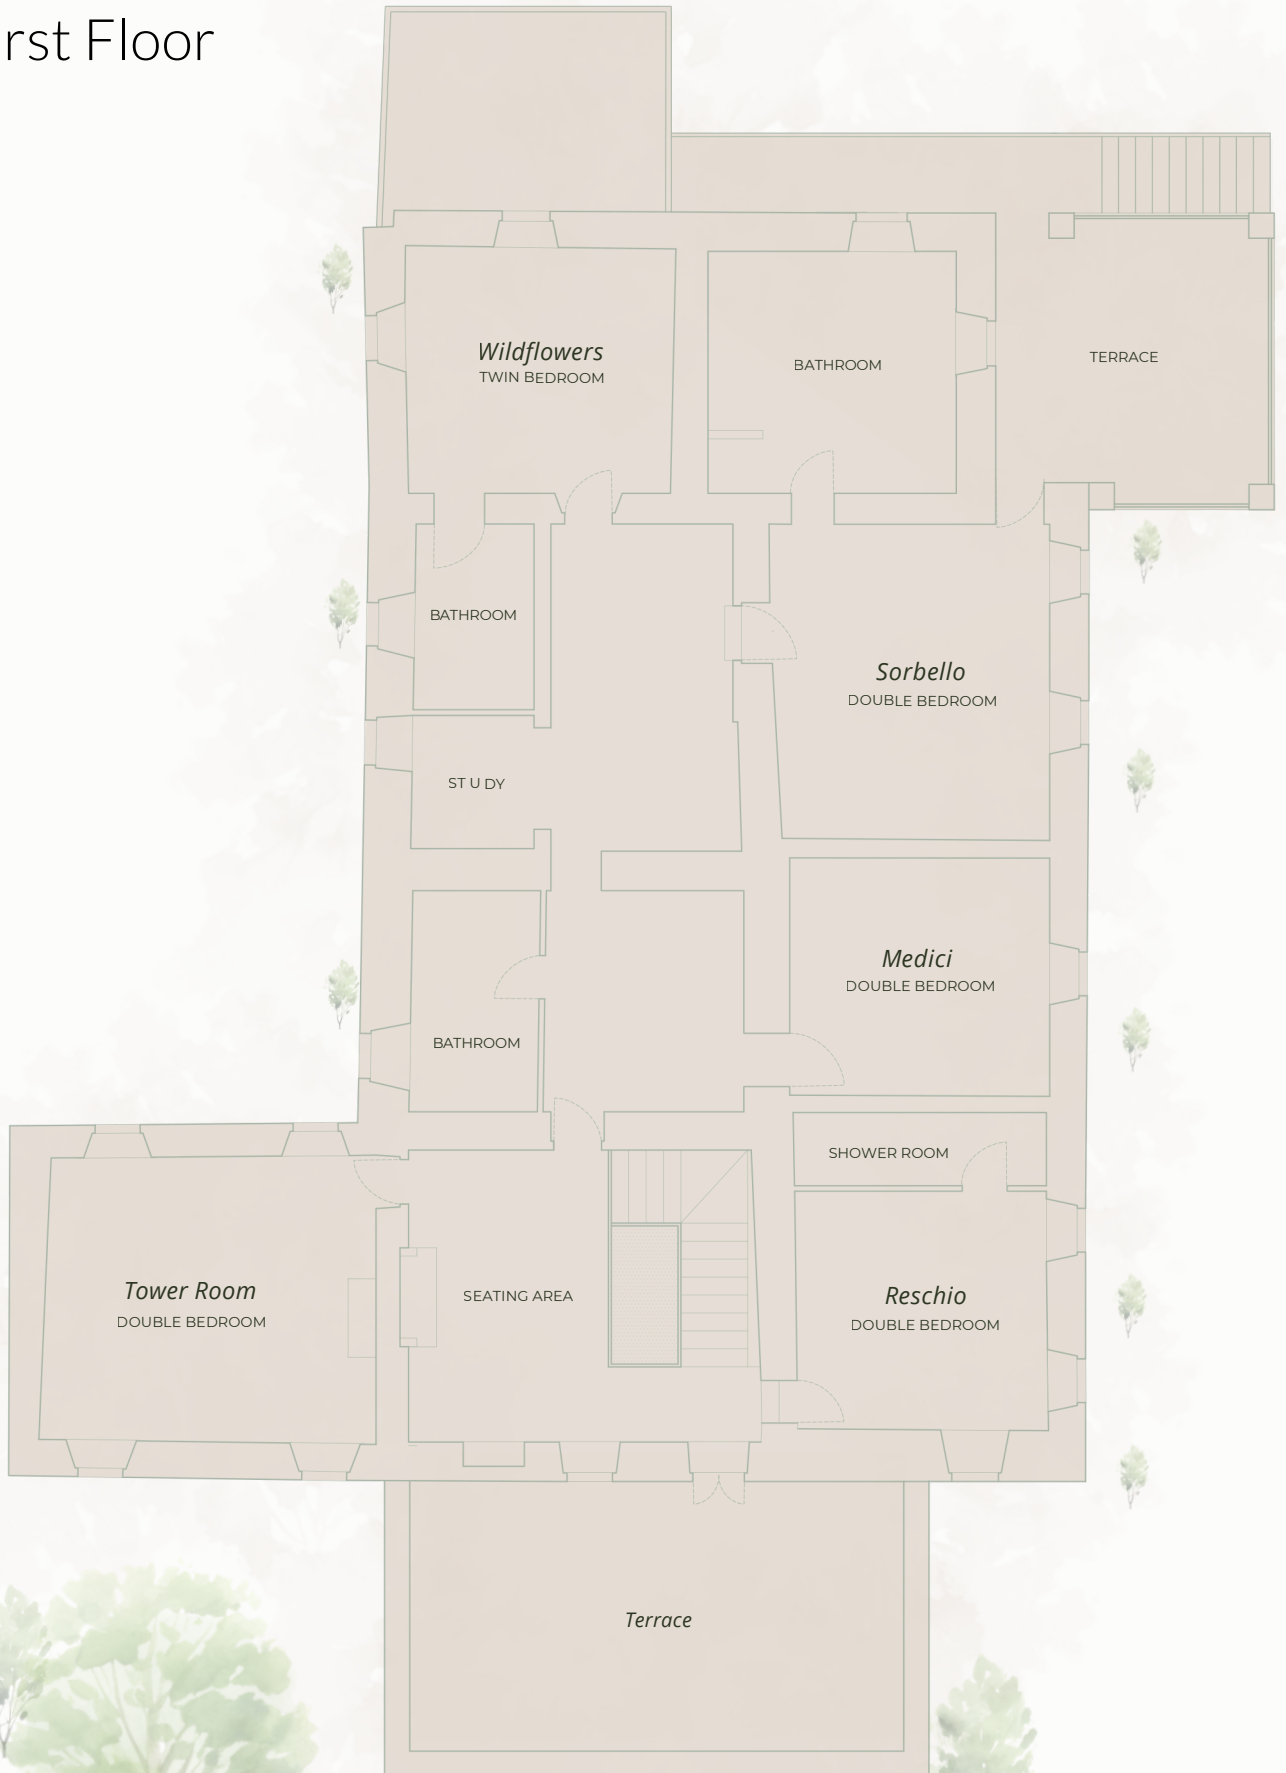 rst Floor
Wildflowers
TWIN BEDROOM
BATHROOM
TERRACE
BATHROOM
Sorbello
DOUBLE BEDROOM
ST U DY
Medici
DOUBLE BEDROOM
BATHROOM
SHOWER ROOM
Tower Room
DOUBLE BEDROOM
SEATING AREA
Reschio
DOUBLE BEDROOM
Terrace